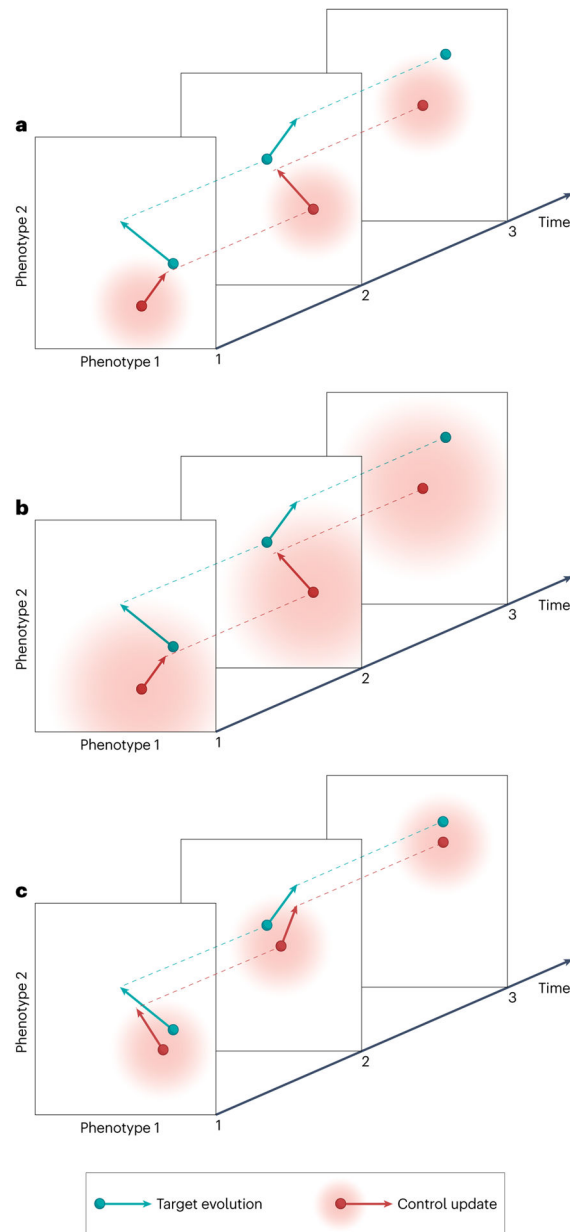 a
Phenotype 2
Phenotype 1
1
2
3
Time
b
Phenotype 2
Phenotype 1
1
2
3
Time
c
Phenotype 2
Phenotype 1
1
2
3
Time
Target evolution
Control update